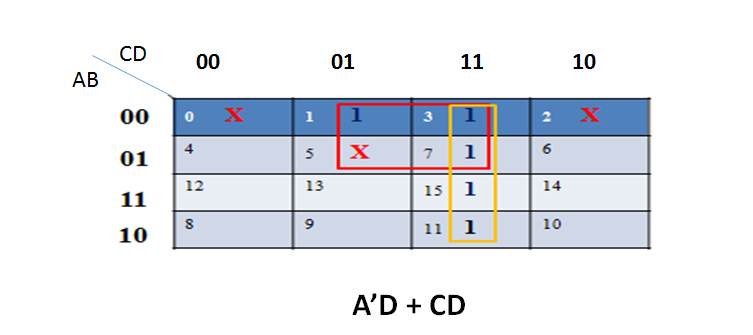 CD
AB
00 01 11 10
00 0 X 1 1 3 1 2 X
01 4 5 X 7 1 6
11 12 13 15 1 14
10 8 9 11 1 10
A’D + CD